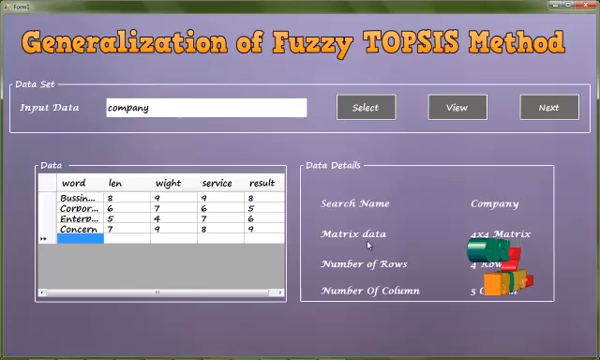 Form1
Generalization of Fuzzy TOPSIS Method
Data Set
Input Data company Select View Next
Data
word len wight service result
Bussin... 8 9 9 8
Corpor... 6 7 6 5
Enterp... 5 4 7 6
Concern 7 9 8 9
Data Details
Search Name Company
Matrix data 4x4 Matrix
Number of Rows 4
Number Of Column 5